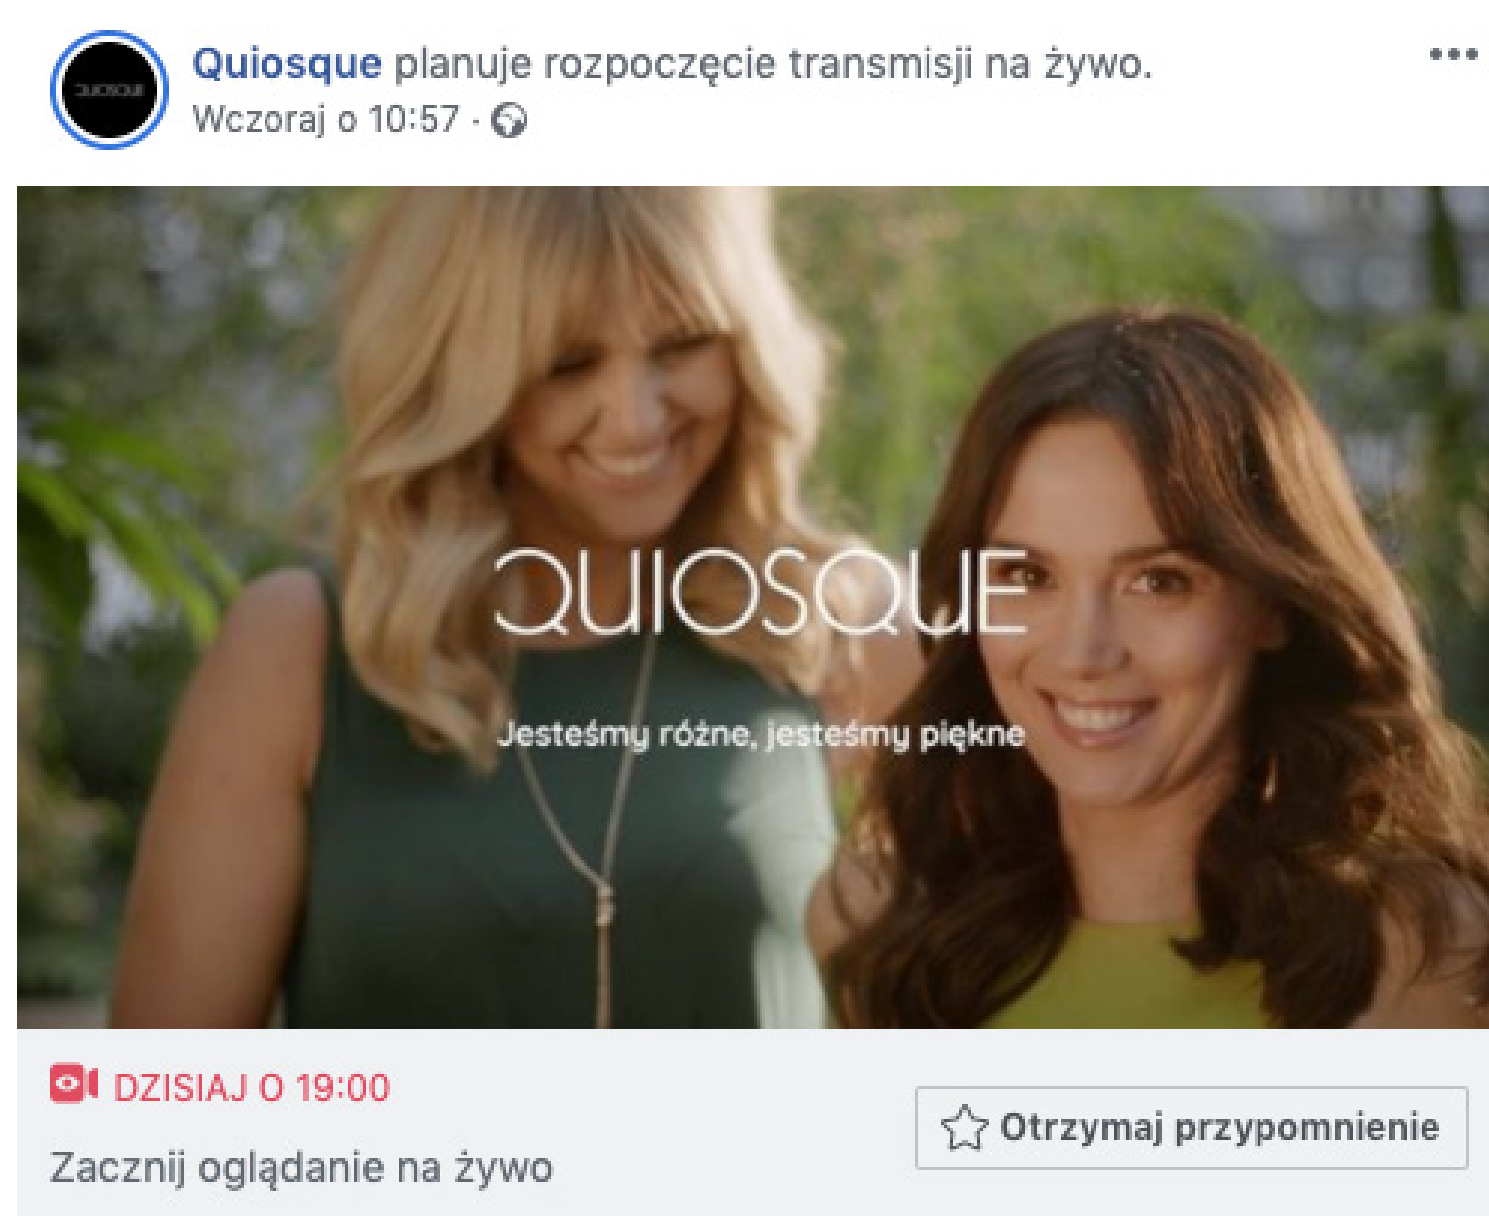 Quiosque planuje rozpoczęcie transmisji na żywo.
Wczoraj o 10:57 ·
QUIOSQUE
QUIOSQUE
Jesteśmy różne, jesteśmy piękne
DZISIAJ O 19:00
Otrzymaj przypomnienie
Zacznij oglądanie na żywo